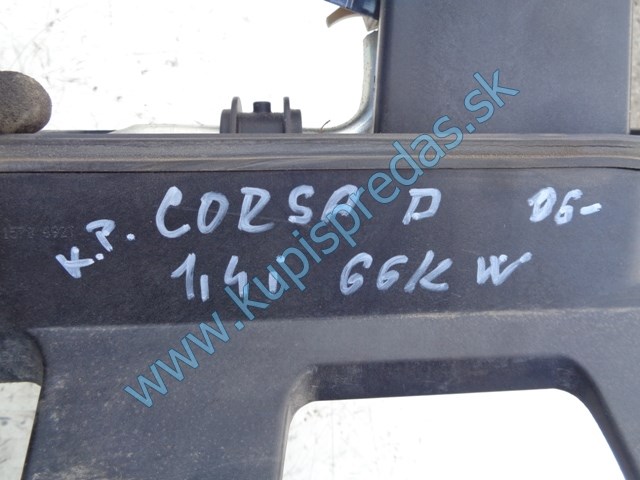 K.P. CORSA D 06-
1,4i 66KW
www.kupispredas.sk